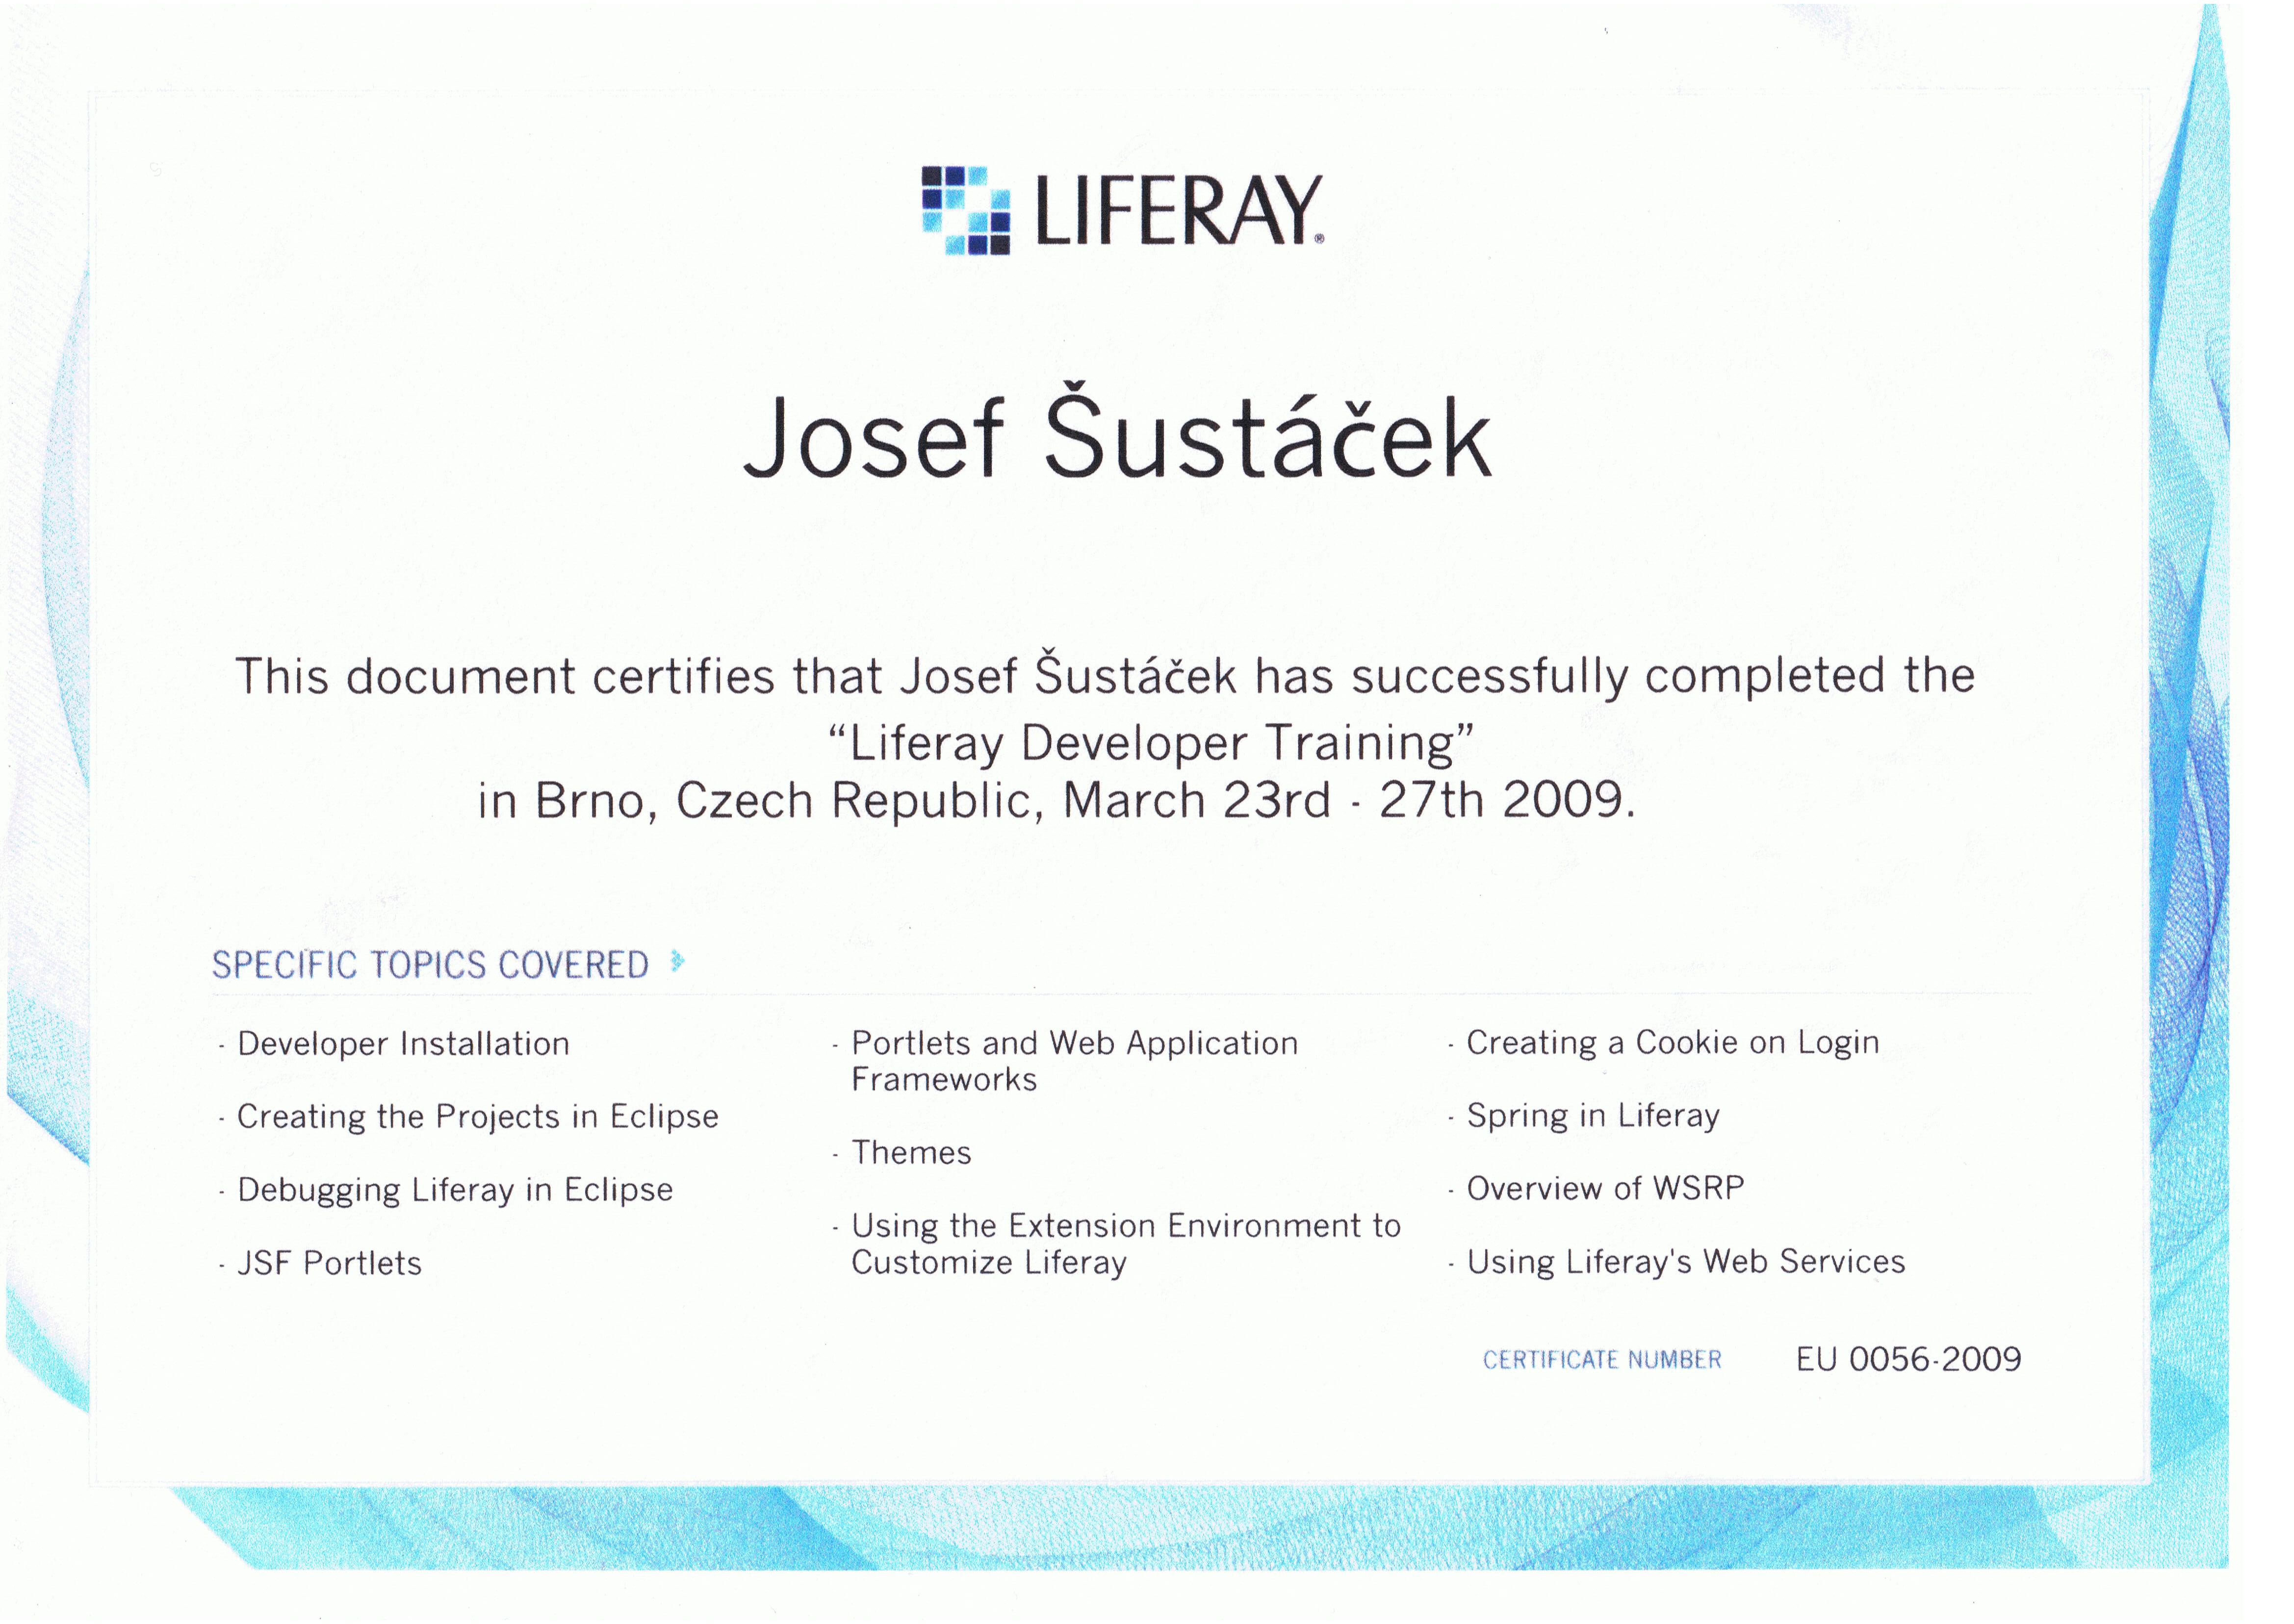 LIFERAY®
Josef Šustáček
This document certifies that Josef Šustáček has successfully completed the
“Liferay Developer Training”
in Brno, Czech Republic, March 23rd - 27th 2009.
SPECIFIC TOPICS COVERED
- Developer Installation
- Creating the Projects in Eclipse
- Debugging Liferay in Eclipse
- JSF Portlets
- Portlets and Web Application
Frameworks
- Themes
- Using the Extension Environment to
Customize Liferay
- Creating a Cookie on Login
- Spring in Liferay
- Overview of WSRP
- Using Liferay's Web Services
CERTIFICATE NUMBER EU 0056-2009